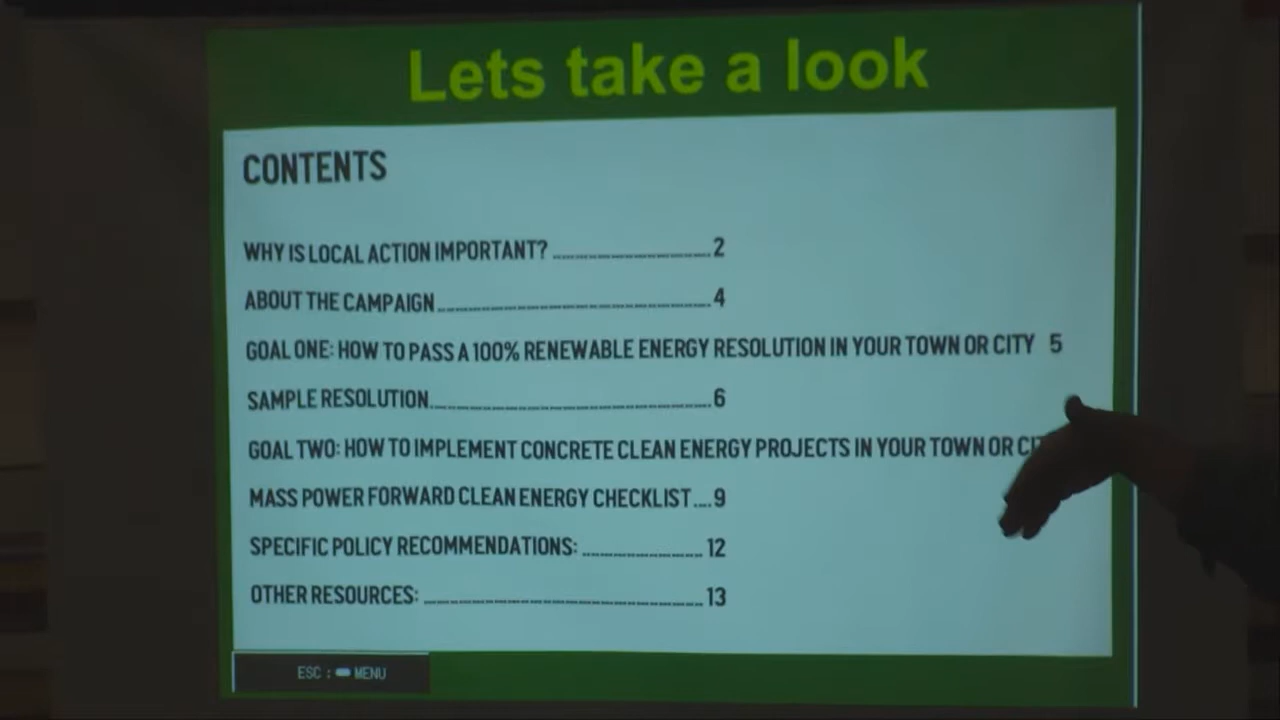 Lets take a look
CONTENTS
WHY IS LOCAL ACTION IMPORTANT? 2
ABOUT THE CAMPAIGN 4
GOAL ONE: HOW TO PASS A 100% RENEWABLE ENERGY RESOLUTION IN YOUR TOWN OR CITY 5
SAMPLE RESOLUTION 6
GOAL TWO: HOW TO IMPLEMENT CONCRETE CLEAN ENERGY PROJECTS IN YOUR TOWN OR
MASS POWER FORWARD CLEAN ENERGY CHECKLIST 9
SPECIFIC POLICY RECOMMENDATIONS: 12
OTHER RESOURCES: 13
ESC : MENU